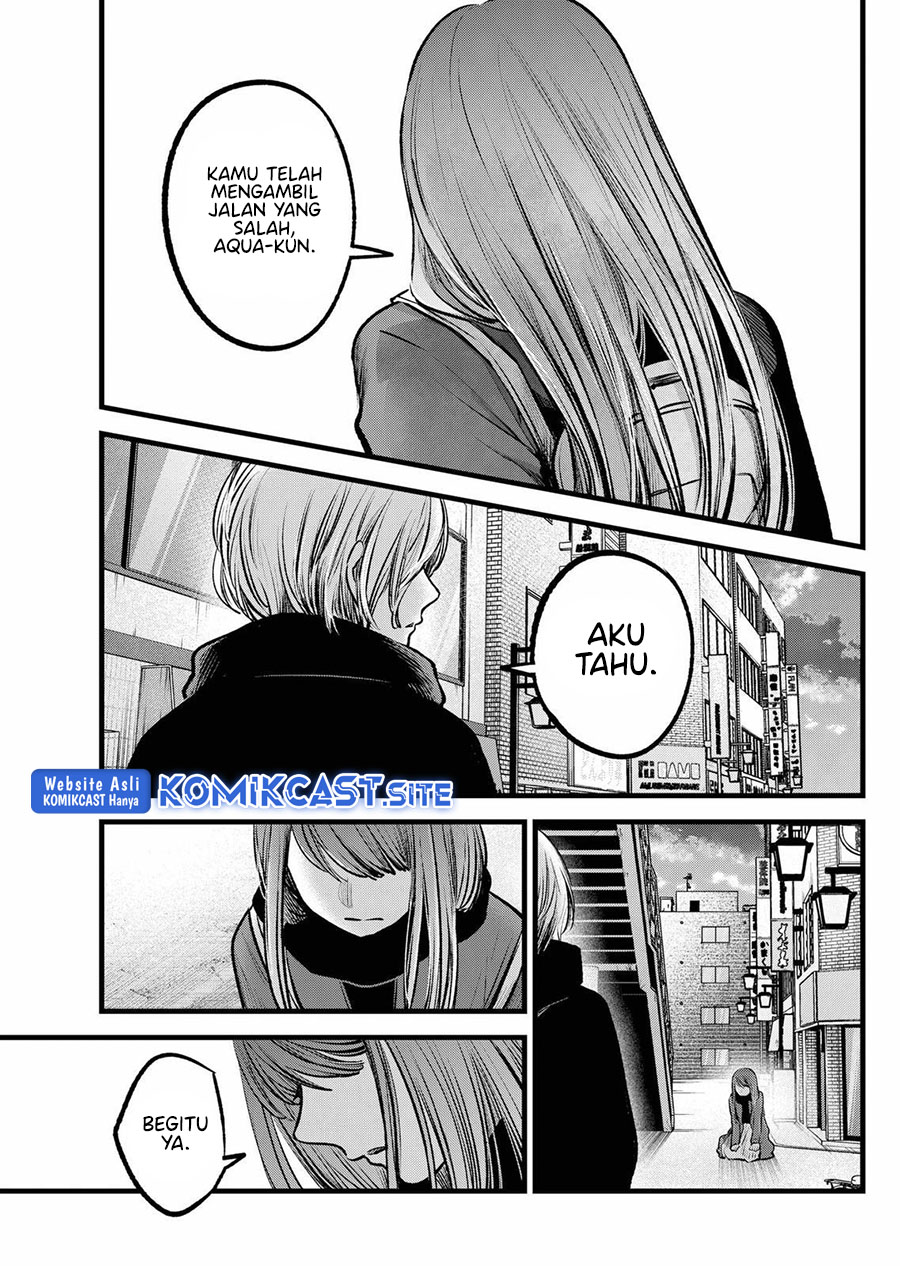 KAMU TELAH
MENGAMBIL
JALAN YANG
SALAH,
AQUA-KUN.
AKU
TAHU.
Website Asli
KOMIKCAST Hanya
KOMIKCAST.SITE
BEGITU
YA.